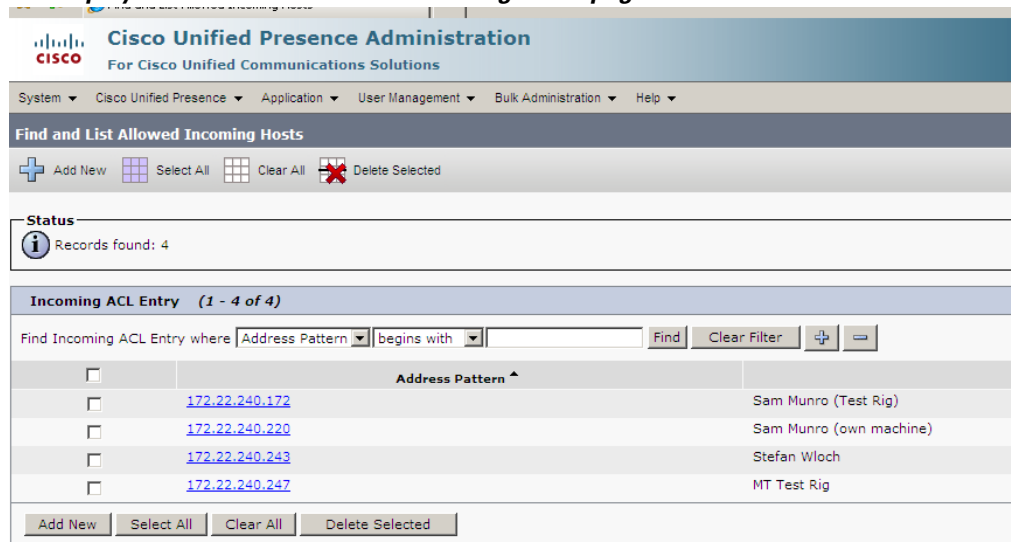 Cisco Unified Presence Administration
CISCO For Cisco Unified Communications Solutions
System Cisco Unified Presence Application User Management Bulk Administration Help
Find and List Allowed Incoming Hosts
Add New Select All Clear All Delete Selected
Status
Records found: 4
Incoming ACL Entry (1 - 4 of 4)
Find Incoming ACL Entry where Address Pattern begins with Find Clear Filter
Address Pattern
172.22.240.172 Sam Munro (Test Rig)
172.22.240.220 Sam Munro (own machine)
172.22.240.243 Stefan Wloch
172.22.240.247 MT Test Rig
Add New Select All Clear All Delete Selected